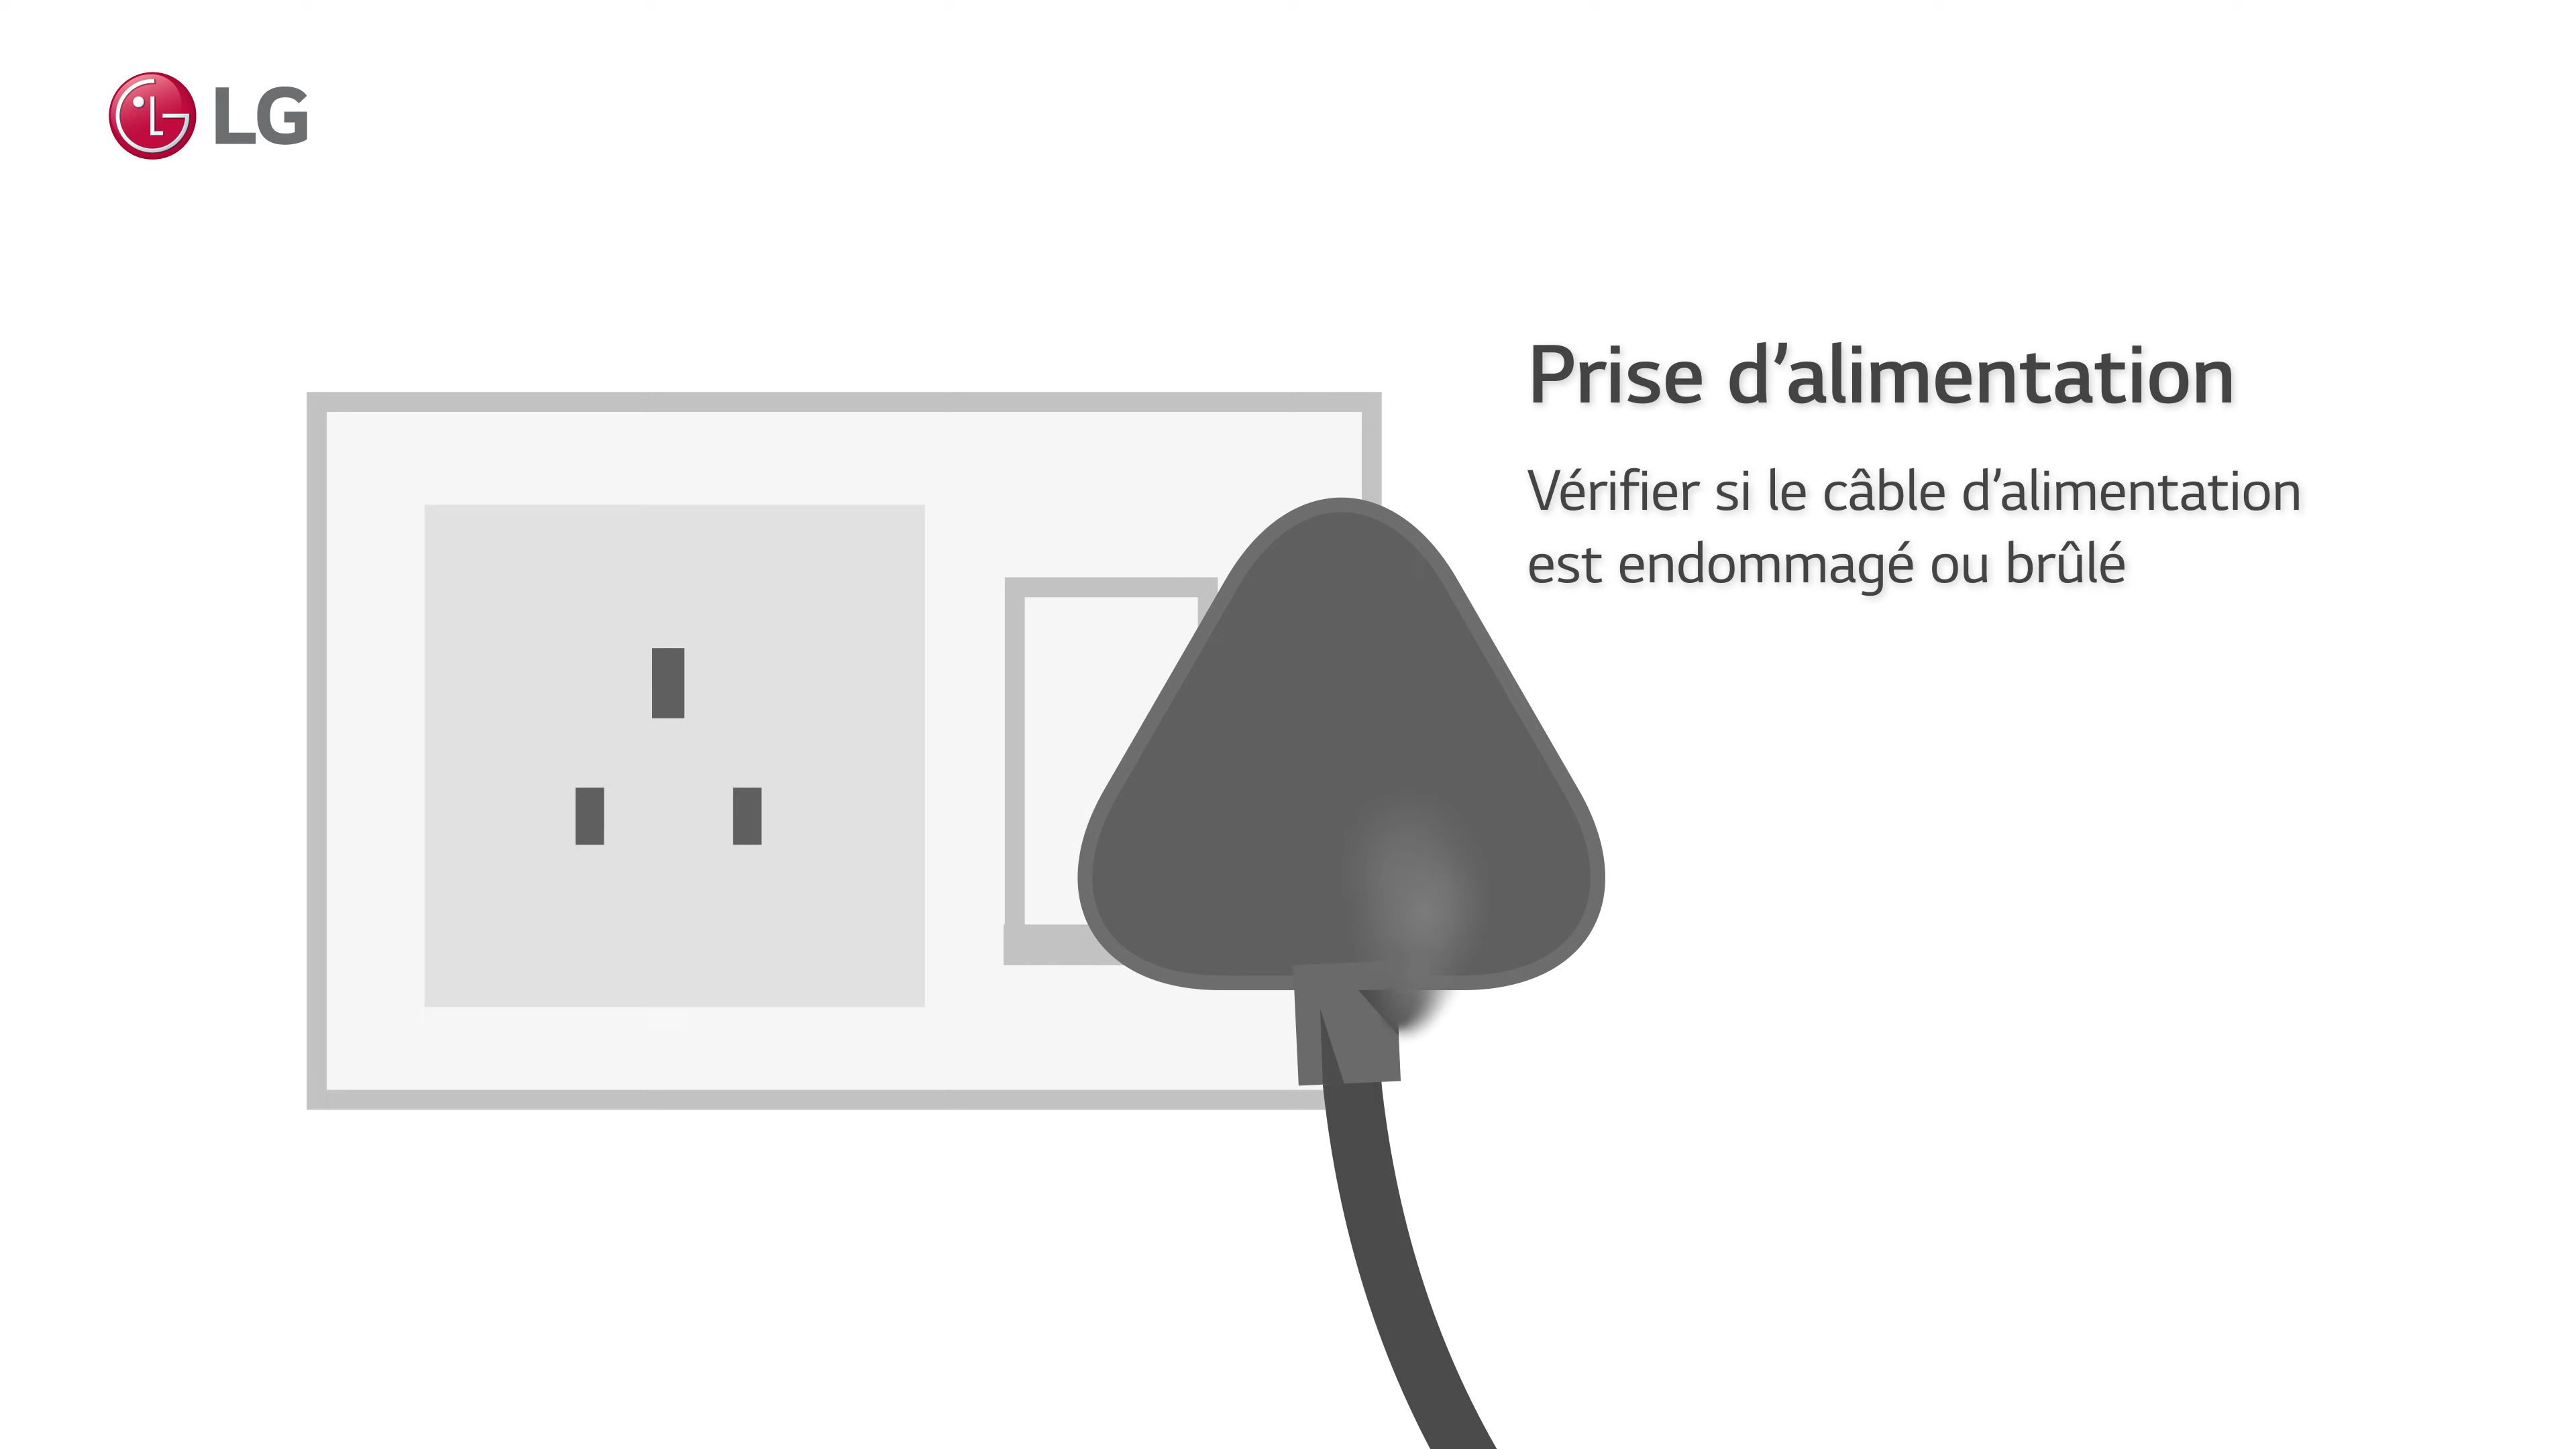 LG
Prise d’alimentation
Vérifier si le câble d’alimentation
est endommagé ou brûlé